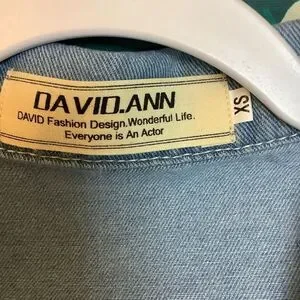 DAVID.ANN
DAVID Fashion Design.Wonderful Life.
Everyone is An Actor
XS